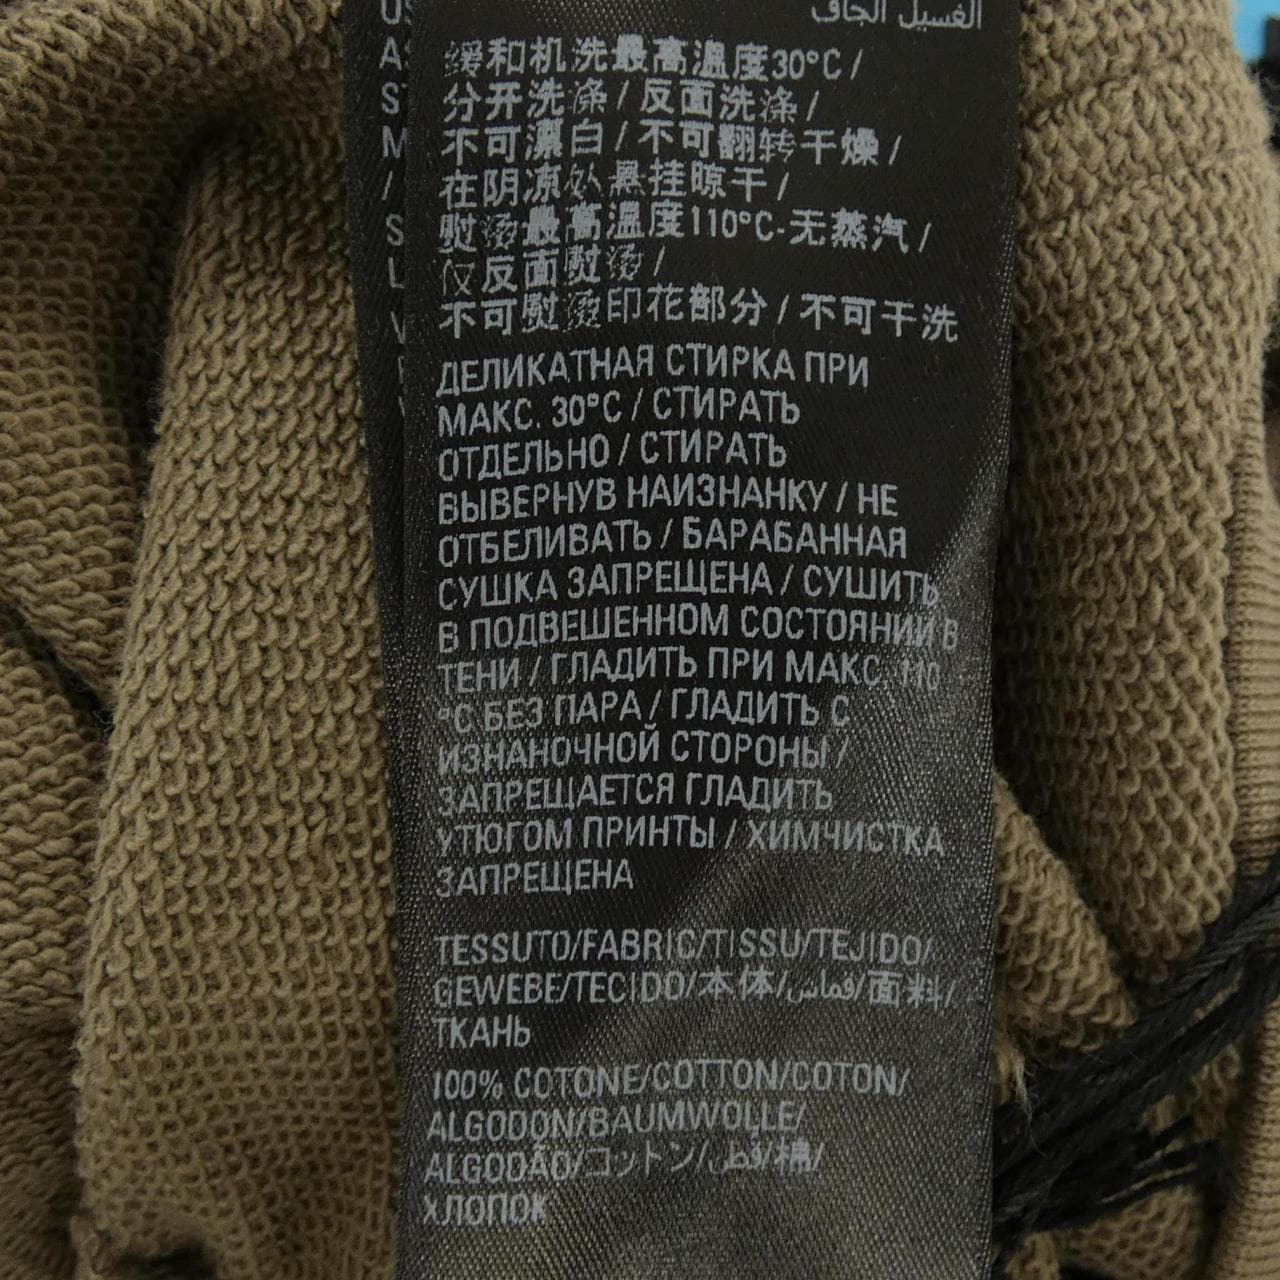 الغسيل الجاف
缓和机洗最高温度30°C /
分开洗涤 / 反面洗涤 /
不可漂白 / 不可翻转干燥 /
在阴凉处悬挂晾干 /
熨烫最高温度110°C-无蒸汽 /
仅反面熨烫 /
不可熨烫印花部分 / 不可干洗
ДЕЛИКАТНАЯ СТИРКА ПРИ
МАКС. 30°C / СТИРАТЬ
ОТДЕЛЬНО / СТИРАТЬ
ВЫВЕРНУВ НАИЗНАНКУ / НЕ
ОТБЕЛИВАТЬ / БАРАБАННАЯ
СУШКА ЗАПРЕЩЕНА / СУШИТЬ
В ПОДВЕШЕННОМ СОСТОЯНИИ В
ТЕНИ / ГЛАДИТЬ ПРИ МАКС. 110
°C БЕЗ ПАРА / ГЛАДИТЬ С
ИЗНАНОЧНОЙ СТОРОНЫ /
ЗАПРЕЩАЕТСЯ ГЛАДИТЬ
УТЮГОМ ПРИНТЫ / ХИМЧИСТКА
ЗАПРЕЩЕНА
TESSUTO/FABRIC/TISSU/TEJIDO/
GEWEBE/TECIDO/本体/قماش/面料/
ТКАНЬ
100% COTONE/COTTON/COTON/
ALGODON/BAUMWOLLE/
ALGODÃO/コットン/قطن/棉/
ХЛОПОК